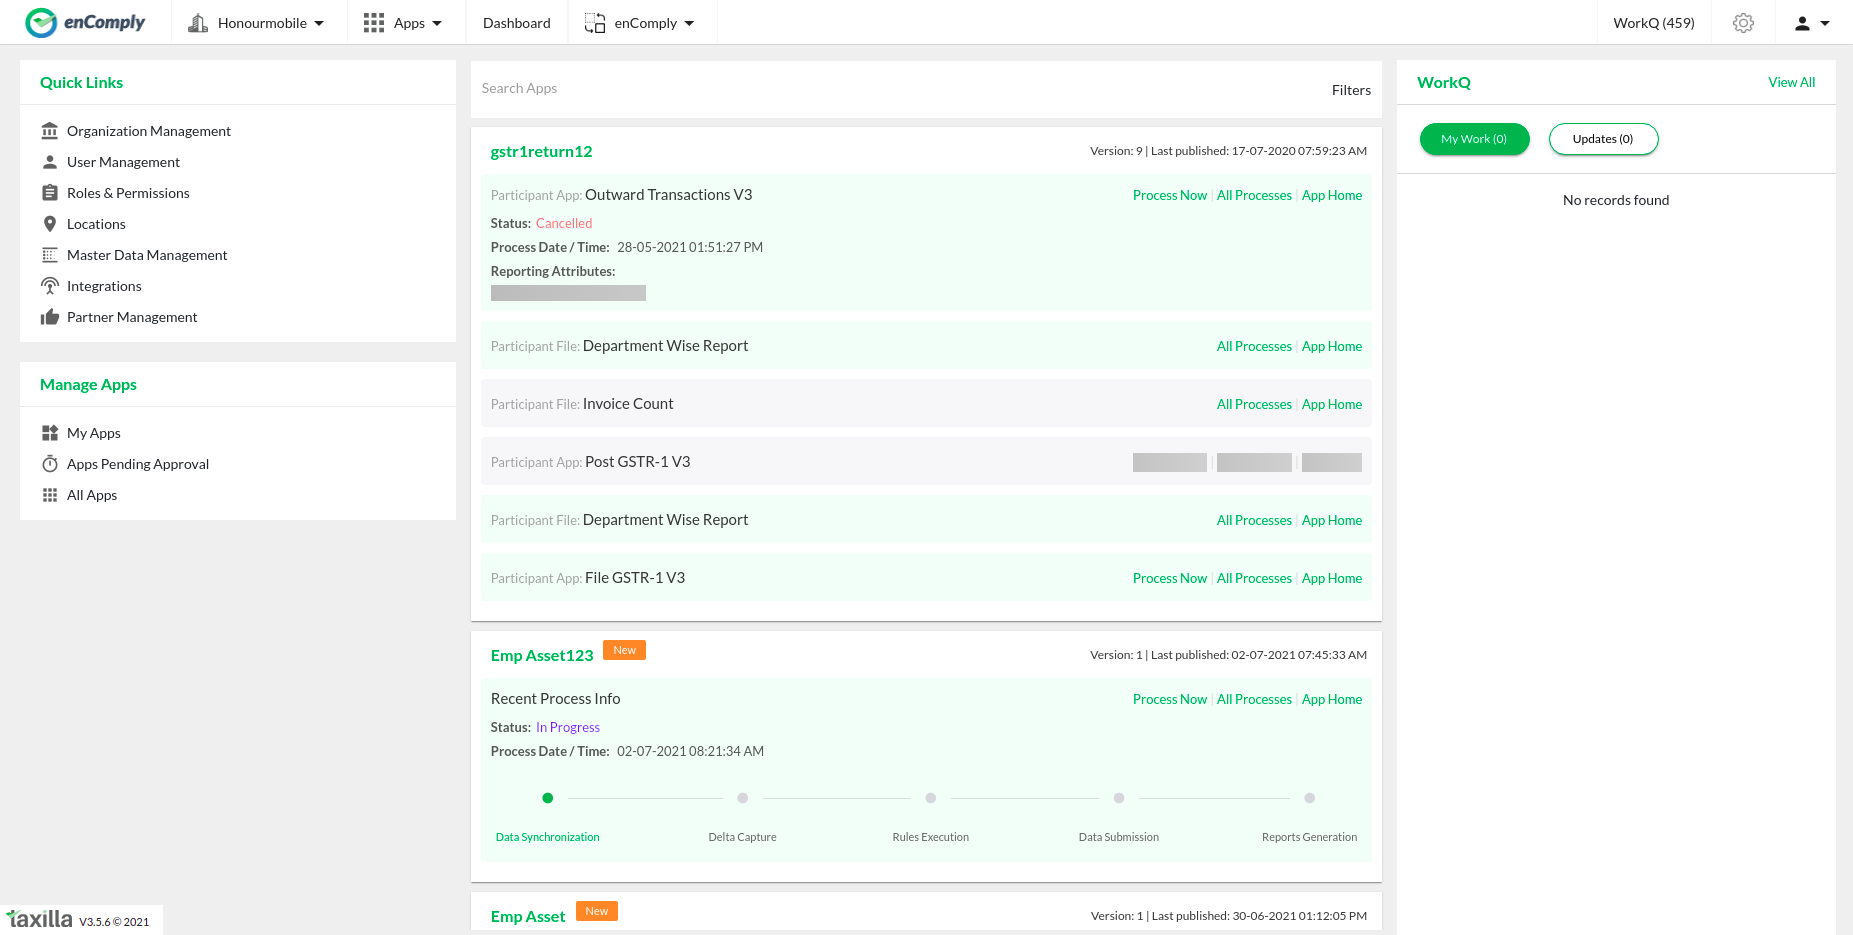 enComply
Honourmobile
Apps
Dashboard
enComply
WorkQ (459)
Quick Links
Organization Management
User Management
Roles & Permissions
Locations
Master Data Management
Integrations
Partner Management
Manage Apps
My Apps
Apps Pending Approval
All Apps
Search Apps
Filters
gstr1return12
Version: 9 | Last published: 17-07-2020 07:59:23 AM
Participant App: Outward Transactions V3
Process Now | All Processes | App Home
Status: Cancelled
Process Date / Time: 28-05-2021 01:51:27 PM
Reporting Attributes:
Participant File: Department Wise Report
All Processes | App Home
Participant File: Invoice Count
All Processes | App Home
Participant App: Post GSTR-1 V3
Participant File: Department Wise Report
All Processes | App Home
Participant App: File GSTR-1 V3
Process Now | All Processes | App Home
Emp Asset123
New
Version: 1 | Last published: 02-07-2021 07:45:33 AM
Recent Process Info
Process Now | All Processes | App Home
Status: In Progress
Process Date / Time: 02-07-2021 08:21:34 AM
Data Synchronization
Delta Capture
Rules Execution
Data Submission
Reports Generation
Emp Asset
New
Version: 1 | Last published: 30-06-2021 01:12:05 PM
WorkQ
View All
My Work (0)
Updates (0)
No records found
taxilla V3.5.6 © 2021